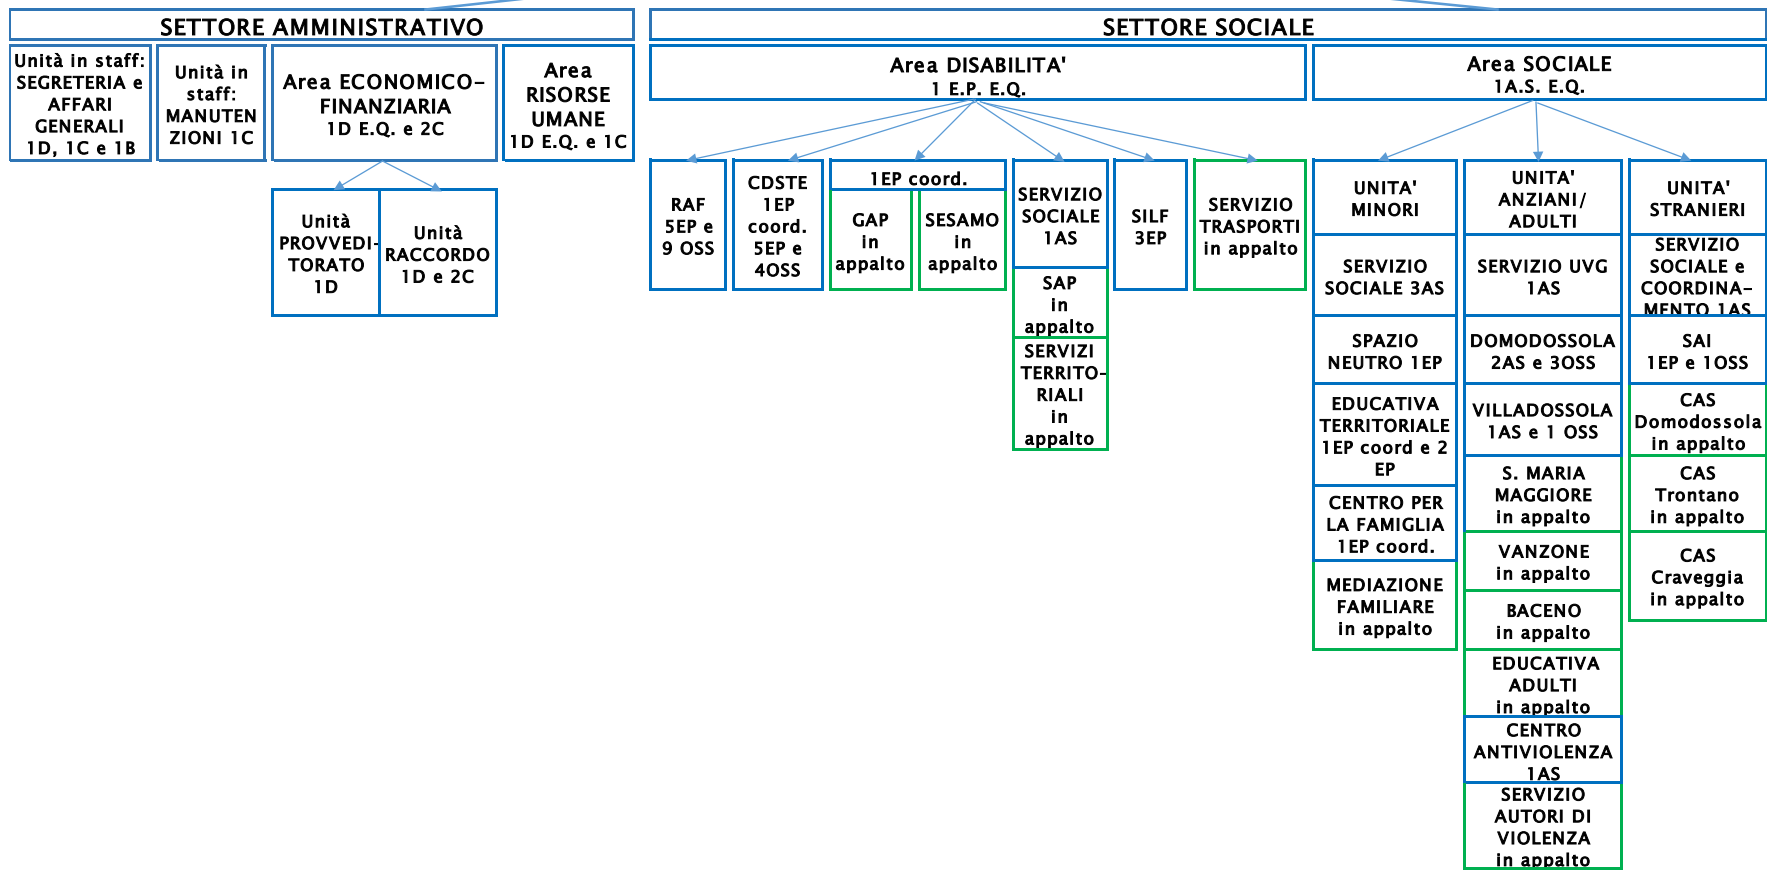 SETTORE AMMINISTRATIVO
Unità in staff:
SEGRETERIA e
AFFARI
GENERALI
1D, 1C e 1B
Unità in
staff:
MANUTEN
ZIONI 1C
Area ECONOMICO-
FINANZIARIA
1D E.Q. e 2C
Area
RISORSE
UMANE
1D E.Q. e 1C
Unità
PROVVEDI-
TORATO
1D
Unità
RACCORDO
1D e 2C
SETTORE SOCIALE
Area DISABILITA'
1 E.P. E.Q.
RAF
5EP e
9 OSS
CDSTE
1EP
coord.
5EP e
4OSS
1EP coord.
GAP
in
appalto
SESAMO
in
appalto
SERVIZIO
SOCIALE
1AS
SAP
in
appalto
SERVIZI
TERRITO-
RIALI
in
appalto
SILF
3EP
SERVIZIO
TRASPORTI
in appalto
Area SOCIALE
1A.S. E.Q.
UNITA'
MINORI
SERVIZIO
SOCIALE 3AS
SPAZIO
NEUTRO 1EP
EDUCATIVA
TERRITORIALE
1EP coord e 2
EP
CENTRO PER
LA FAMIGLIA
1EP coord.
MEDIAZIONE
FAMILIARE
in appalto
UNITA'
ANZIANI/
ADULTI
SERVIZIO UVG
1AS
DOMODOSSOLA
2AS e 3OSS
VILLADOSSOLA
1AS e 1 OSS
S. MARIA
MAGGIORE
in appalto
VANZONE
in appalto
BACENO
in appalto
EDUCATIVA
ADULTI
in appalto
CENTRO
ANTIVIOLENZA
1AS
SERVIZIO
AUTORI DI
VIOLENZA
in appalto
UNITA'
STRANIERI
SERVIZIO
SOCIALE e
COORDINA-
MENTO 1AS
SAI
1EP e 1OSS
CAS
Domodossola
in appalto
CAS
Trontano
in appalto
CAS
Craveggia
in appalto